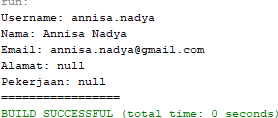 run:
Username: annisa.nadya
Nama: Annisa Nadya
Email: annisa.nadya@gmail.com
Alamat: null
Pekerjaan: null
=================
BUILD SUCCESSFUL (total time: 0 seconds)